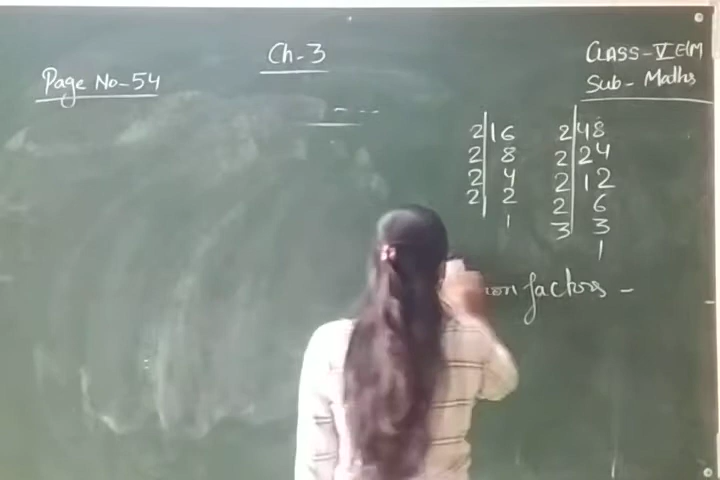 Ch-3
CLASS-V E/M
Page No-54
Sub- Maths
2|16 2|48
2|8 2|24
2|4 2|12
2|2 2|6
1 3|3
1
factors -